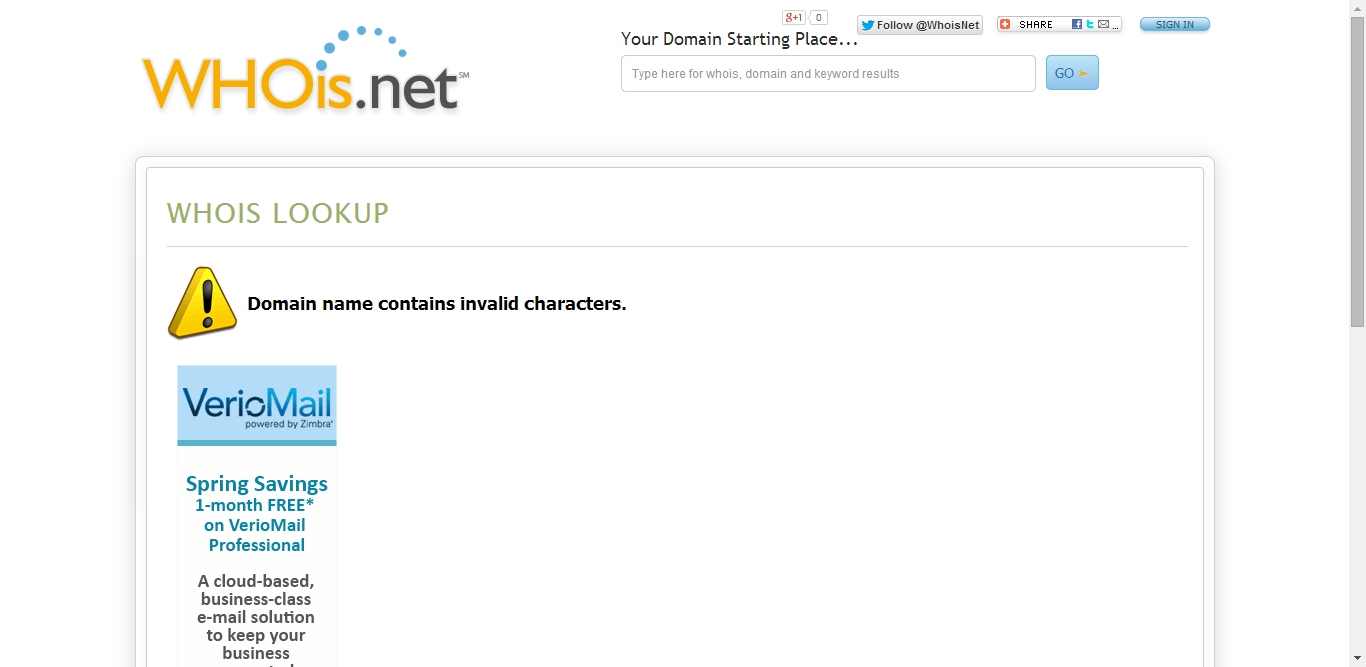 WHOis.net SM
g+1 0
Follow @WhoisNet
SHARE ...
SIGN IN
Your Domain Starting Place...
Type here for whois, domain and keyword results
GO
WHOIS LOOKUP
Domain name contains invalid characters.
VerioMail
powered by Zimbra®
Spring Savings
1-month FREE*
on VerioMail
Professional
A cloud-based,
business-class
e-mail solution
to keep your
business